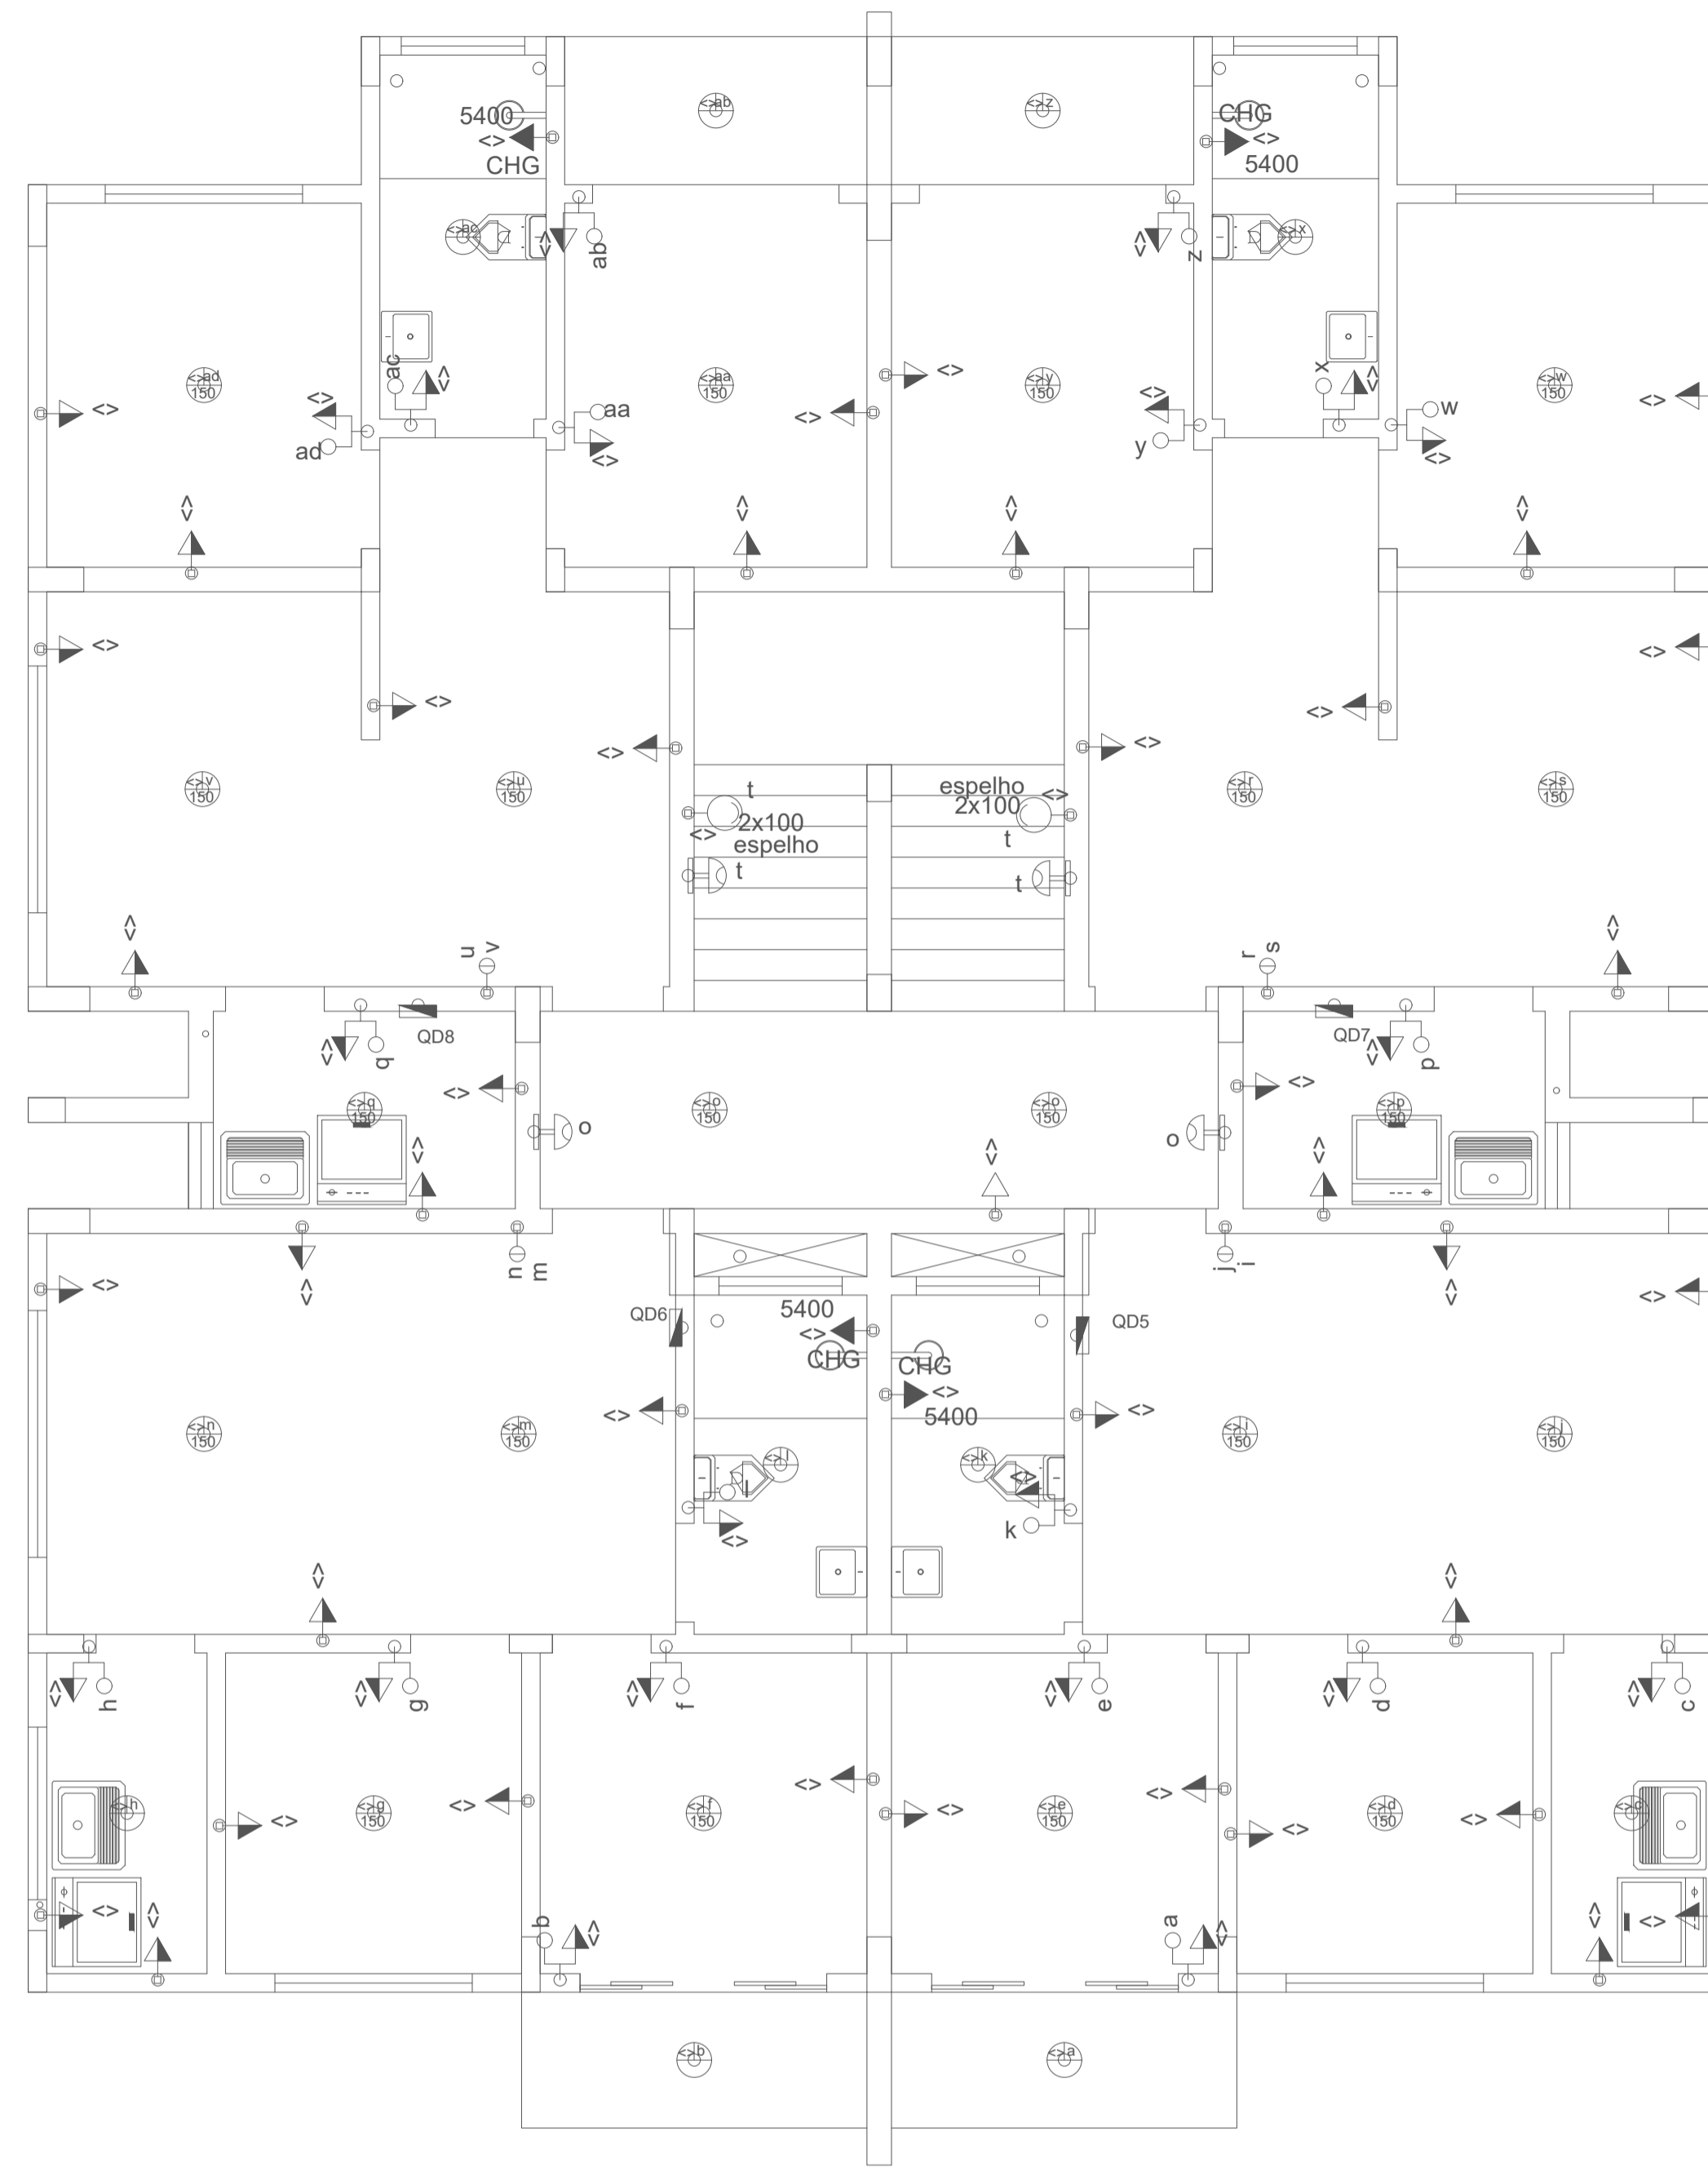 <>ab
<>z
5400
<>
CHG
CHG
<>
5400
<>ac
<>
ab
<>
z
<>x
<>ad
150
ac
<>
<>aa
150
<>
<>y
150
x
<>
<>w
150
<>
<>
<>
ad
aa
<>
<>
<>
y
w
<>
<>
<>
<>
<>
<>
<>
<>
<>
<>
<>
<>
<>v
150
<>u
150
t
2x100
<>
espelho
t
espelho
<>
2x100
t
t
<>r
150
<>s
150
<>
u
v
r
s
<>
<>
q
QD8
QD7
<>
p
<>
<>
<>q
150
<>o
150
<>o
150
<>p
150
<>
o
<>
o
<>
<>
<>
n
m
j
i
<>
<>
QD6
5400
<>
CHG
CHG
<>
5400
QD5
<>
<>
<>n
150
<>m
150
<>i
150
<>j
150
<>l
<>k
l
<>
<>
k
<>
<>
<>
h
<>
g
<>
f
<>
e
<>
d
<>
c
<>h
<>
<>g
150
<>
<>f
150
<>
<>
<>e
150
<>
<>
<>d
150
<>
<>c
<>
<>
b
<>
a
<>
<>
<>
<>b
<>a